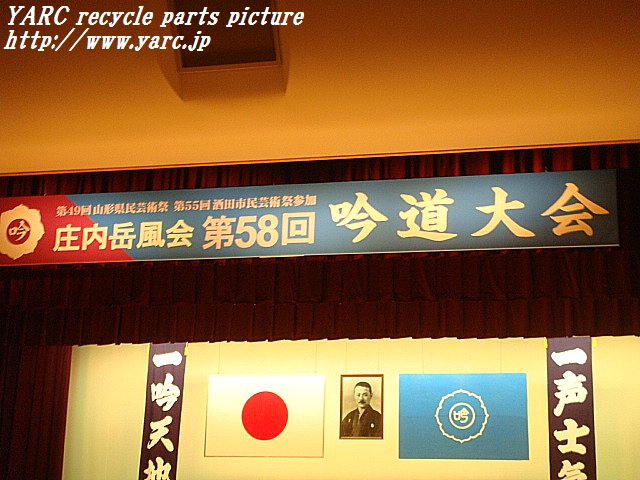 YARC recycle parts picture
http://www.yarc.jp
第49回 山形県民芸術祭 第55回 酒田市民芸術祭参加
吟
庄内岳風会 第58回 吟道大会
一吟天地
一声士気
吟